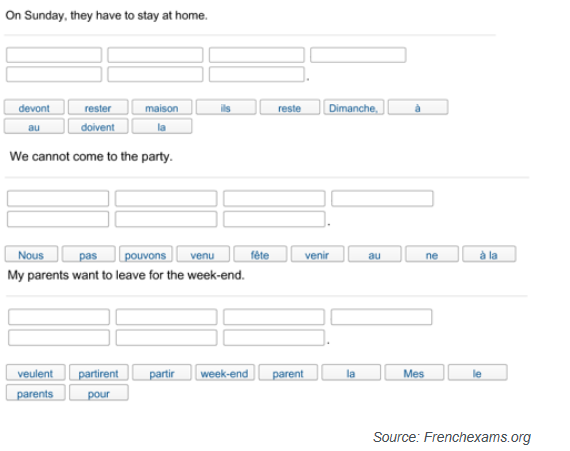 On Sunday, they have to stay at home.
.
devont rester maison ils reste Dimanche, à
au doivent la
We cannot come to the party.
.
Nous pas pouvons venu fête venir au ne à la
My parents want to leave for the week-end.
.
veulent partirent partir week-end parent la Mes le
parents pour
Source: Frenchexams.org